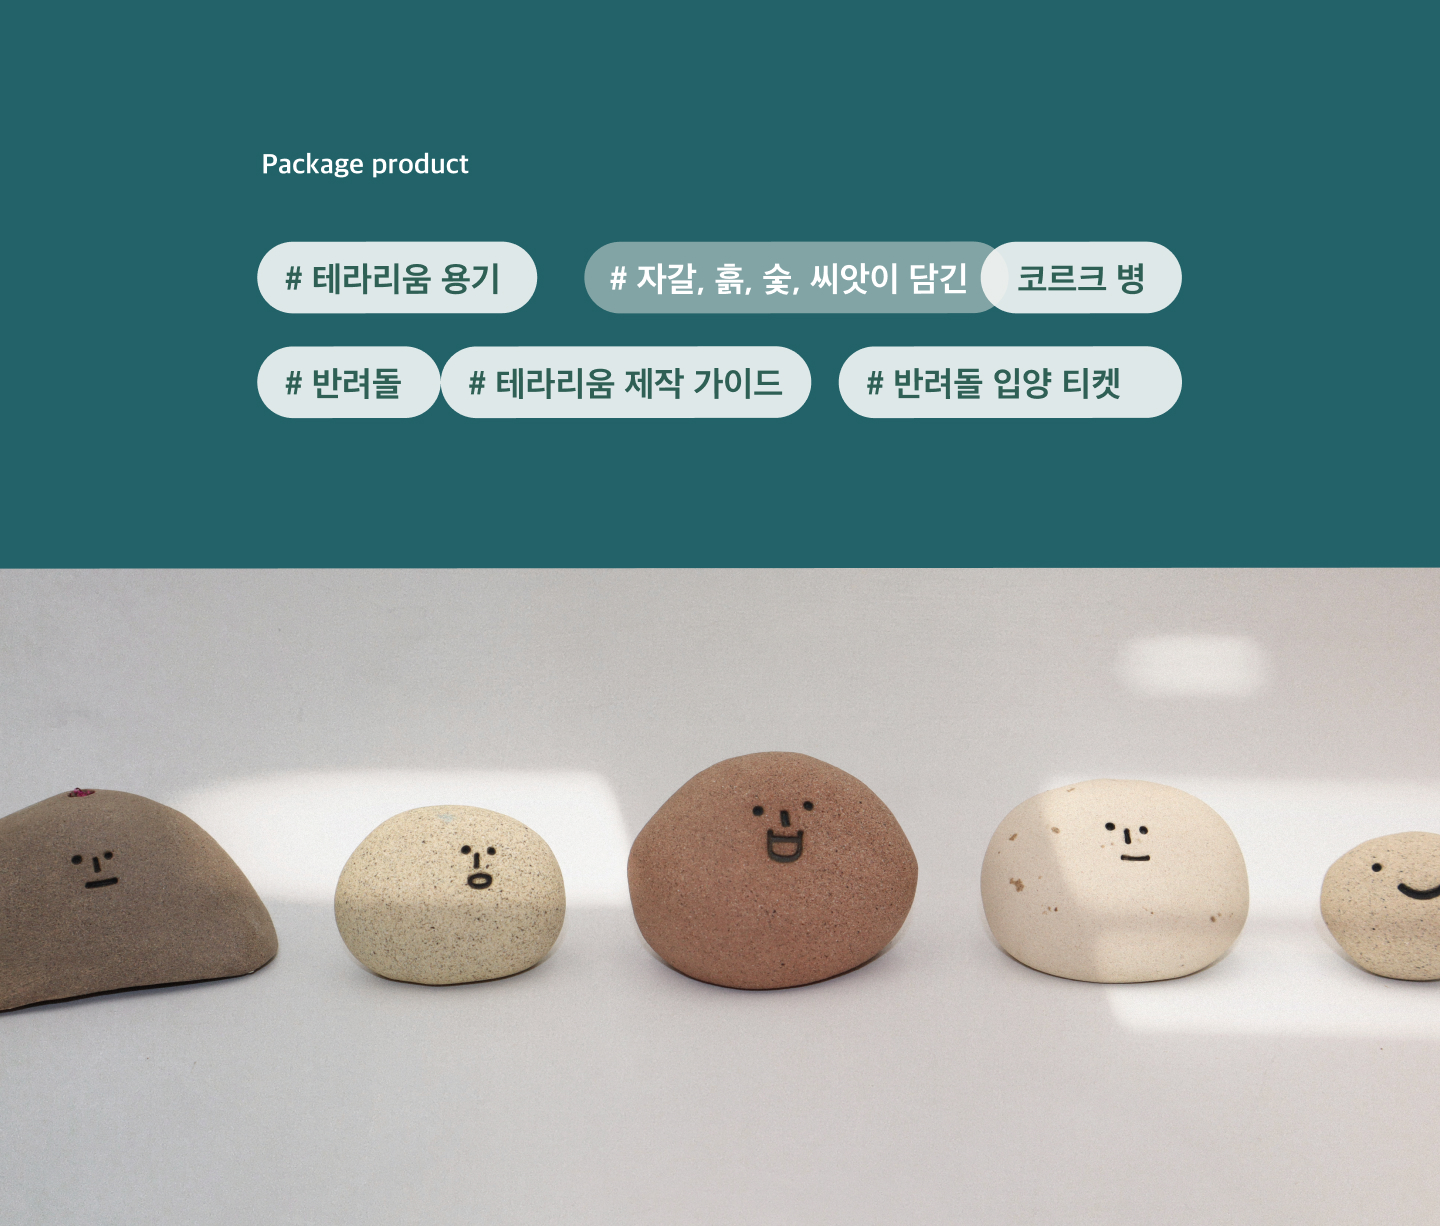 Package product
# 테라리움 용기 # 자갈, 흙, 숯, 씨앗이 담긴 코르크 병
# 반려돌 # 테라리움 제작 가이드 # 반려돌 입양 티켓